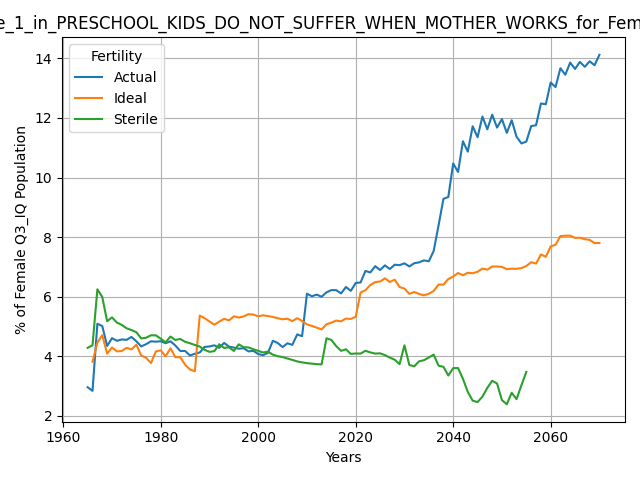 e_1_in_PRESCHOOL_KIDS_DO_NOT_SUFFER_WHEN_MOTHER_WORKS_for_Fem
Fertility
Actual
Ideal
Sterile
% of Female Q3_IQ Population
14
12
10
8
6
4
2
1960
1980
2000
2020
2040
2060
Years